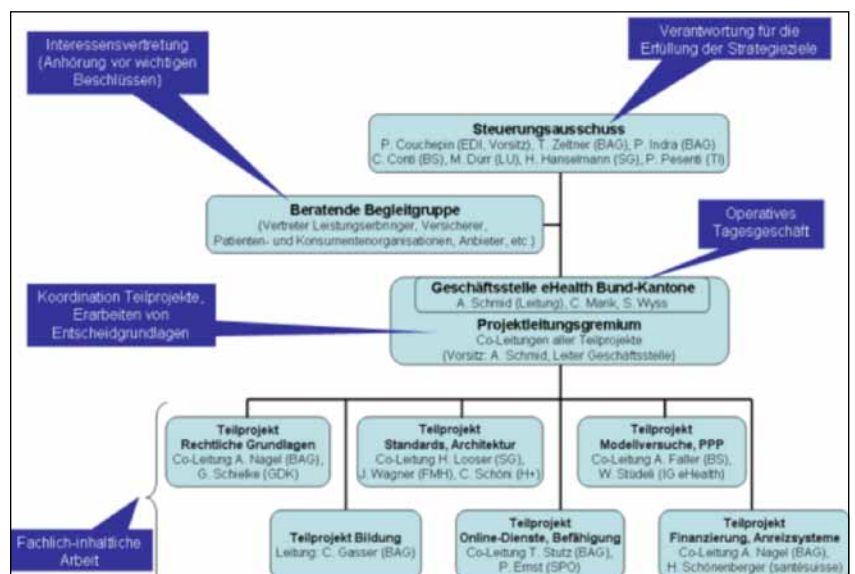 Interessensvertretung
(Anhörung vor wichtigen
Beschlüssen)
Verantwortung für die
Erfüllung der Strategieziele
Steuerungsausschuss
P. Couchepin (EDI, Vorsitz), T. Zeltner (BAG), P. Indra (BAG)
C. Conti (BS), M. Dürr (LU), H. Hanselmann (SG), P. Pesenti (TI)
Beratende Begleitgruppe
(Vertreter Leistungserbringer, Versicherer,
Patienten- und Konsumentenorganisationen, Anbieter, etc.)
Operatives
Tagesgeschäft
Geschäftsstelle eHealth Bund-Kantone
A. Schmid (Leitung), C. Marik, S. Wyss
Koordination Teilprojekte,
Erarbeiten von
Entscheidgrundlagen
Projektleitungsgremium
Co-Leitungen aller Teilprojekte
(Vorsitz: A. Schmid, Leiter Geschäftsstelle)
Teilprojekt
Rechtliche Grundlagen
Co-Leitung A. Nagel (BAG),
G. Schielke (GDK)
Teilprojekt
Standards, Architektur
Co-Leitung H. Looser (SG),
J. Wagner (FMH), C. Schöni (H+)
Teilprojekt
Modellversuche, PPP
Co-Leitung A. Faller (BS),
W. Stüdeli (IG eHealth)
Fachlich-inhaltliche
Arbeit
Teilprojekt Bildung
Leitung: C. Gasser (BAG)
Teilprojekt
Online-Dienste, Befähigung
Co-Leitung T. Stutz (BAG),
P. Ernst (SPO)
Teilprojekt
Finanzierung, Anreizsysteme
Co-Leitung A. Nagel (BAG),
H. Schönenberger (santésuisse)